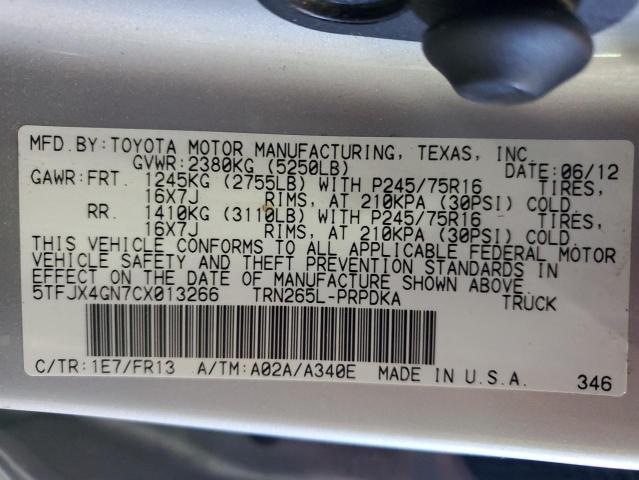 MFD.BY:TOYOTA MOTOR MANUFACTURING, TEXAS, INC.
GVWR:2380KG (5250LB) DATE:06/12
GAWR:FRT. 1245KG (2755LB) WITH P245/75R16 TIRES,
16X7J RIMS, AT 210KPA (30PSI) COLD
RR. 1410KG (3110LB) WITH P245/75R16 TIRES,
16X7J RIMS, AT 210KPA (30PSI) COLD
THIS VEHICLE CONFORMS TO ALL APPLICABLE FEDERAL MOTOR
VEHICLE SAFETY AND THEFT PREVENTION STANDARDS IN
EFFECT ON THE DATE OF MANUFACTURE SHOWN ABOVE.
5TFJX4GN7CX013266 TRN265L-PRPDKA TRUCK
C/TR:1E7/FR13 A/TM:A02A/A340E MADE IN U.S.A.
346